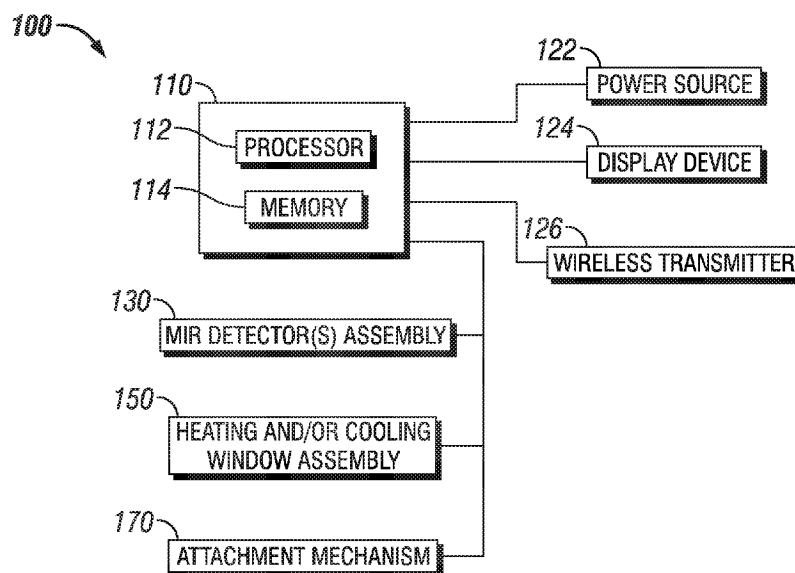 100
110
112
PROCESSOR
114
MEMORY
122
POWER SOURCE
124
DISPLAY DEVICE
126
WIRELESS TRANSMITTER
130
MIR DETECTOR(S) ASSEMBLY
150
HEATING AND/OR COOLING
WINDOW ASSEMBLY
170
ATTACHMENT MECHANISM